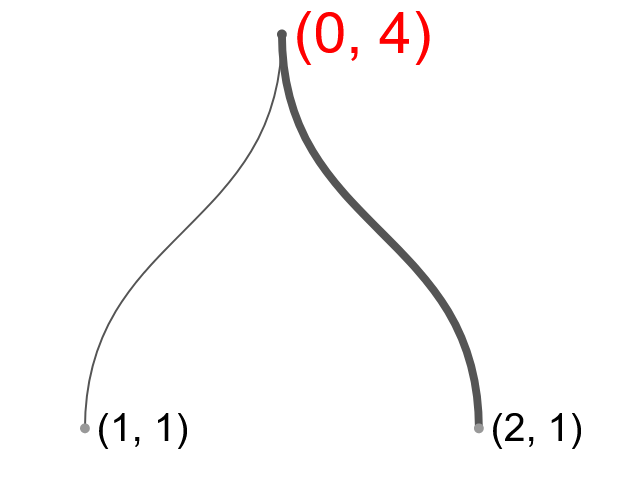 (0, 4)
(1, 1)
(2, 1)